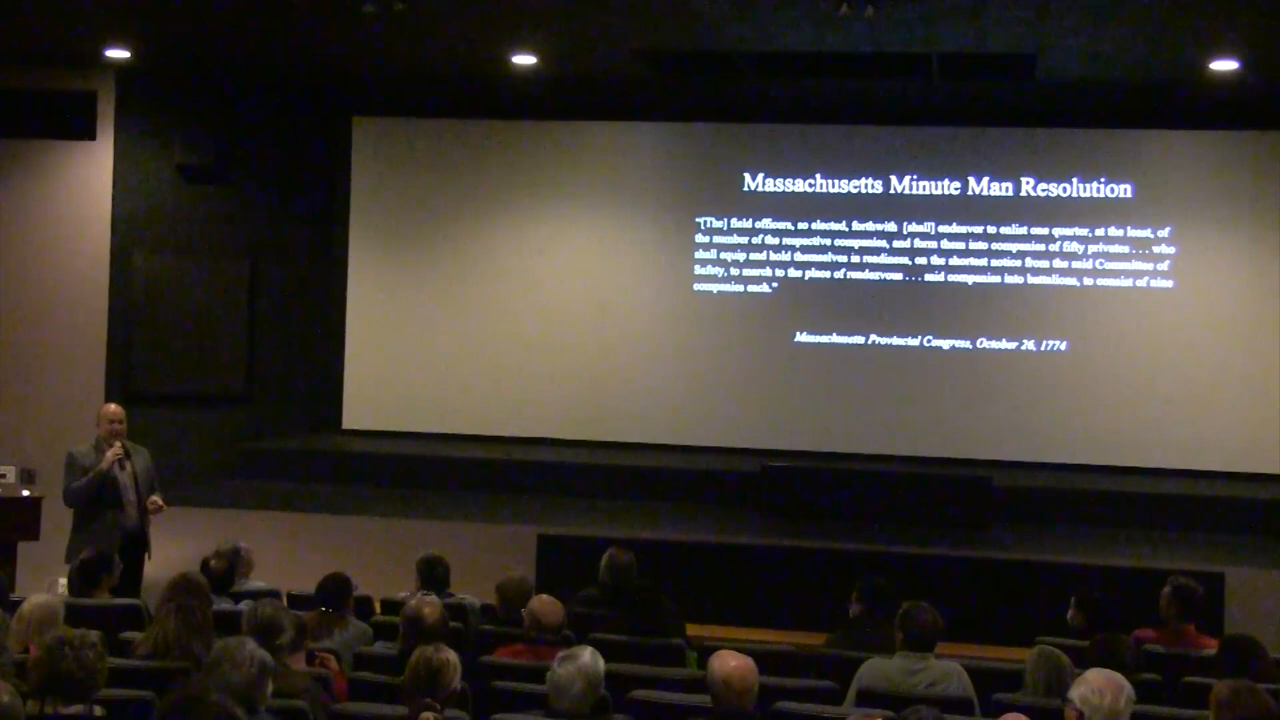 Massachusetts Minute Man Resolution
"[The] field officers, so elected, forthwith [shall] endeavor to enlist one quarter, at the least, of
the number of the respective companies, and form them into companies of fifty privates . . . who
shall equip and hold themselves in readiness, on the shortest notice from the said Committee of
Safety, to march to the place of rendezvous . . . said companies into battalions, to consist of nine
companies each."
Massachusetts Provincial Congress, October 26, 1774